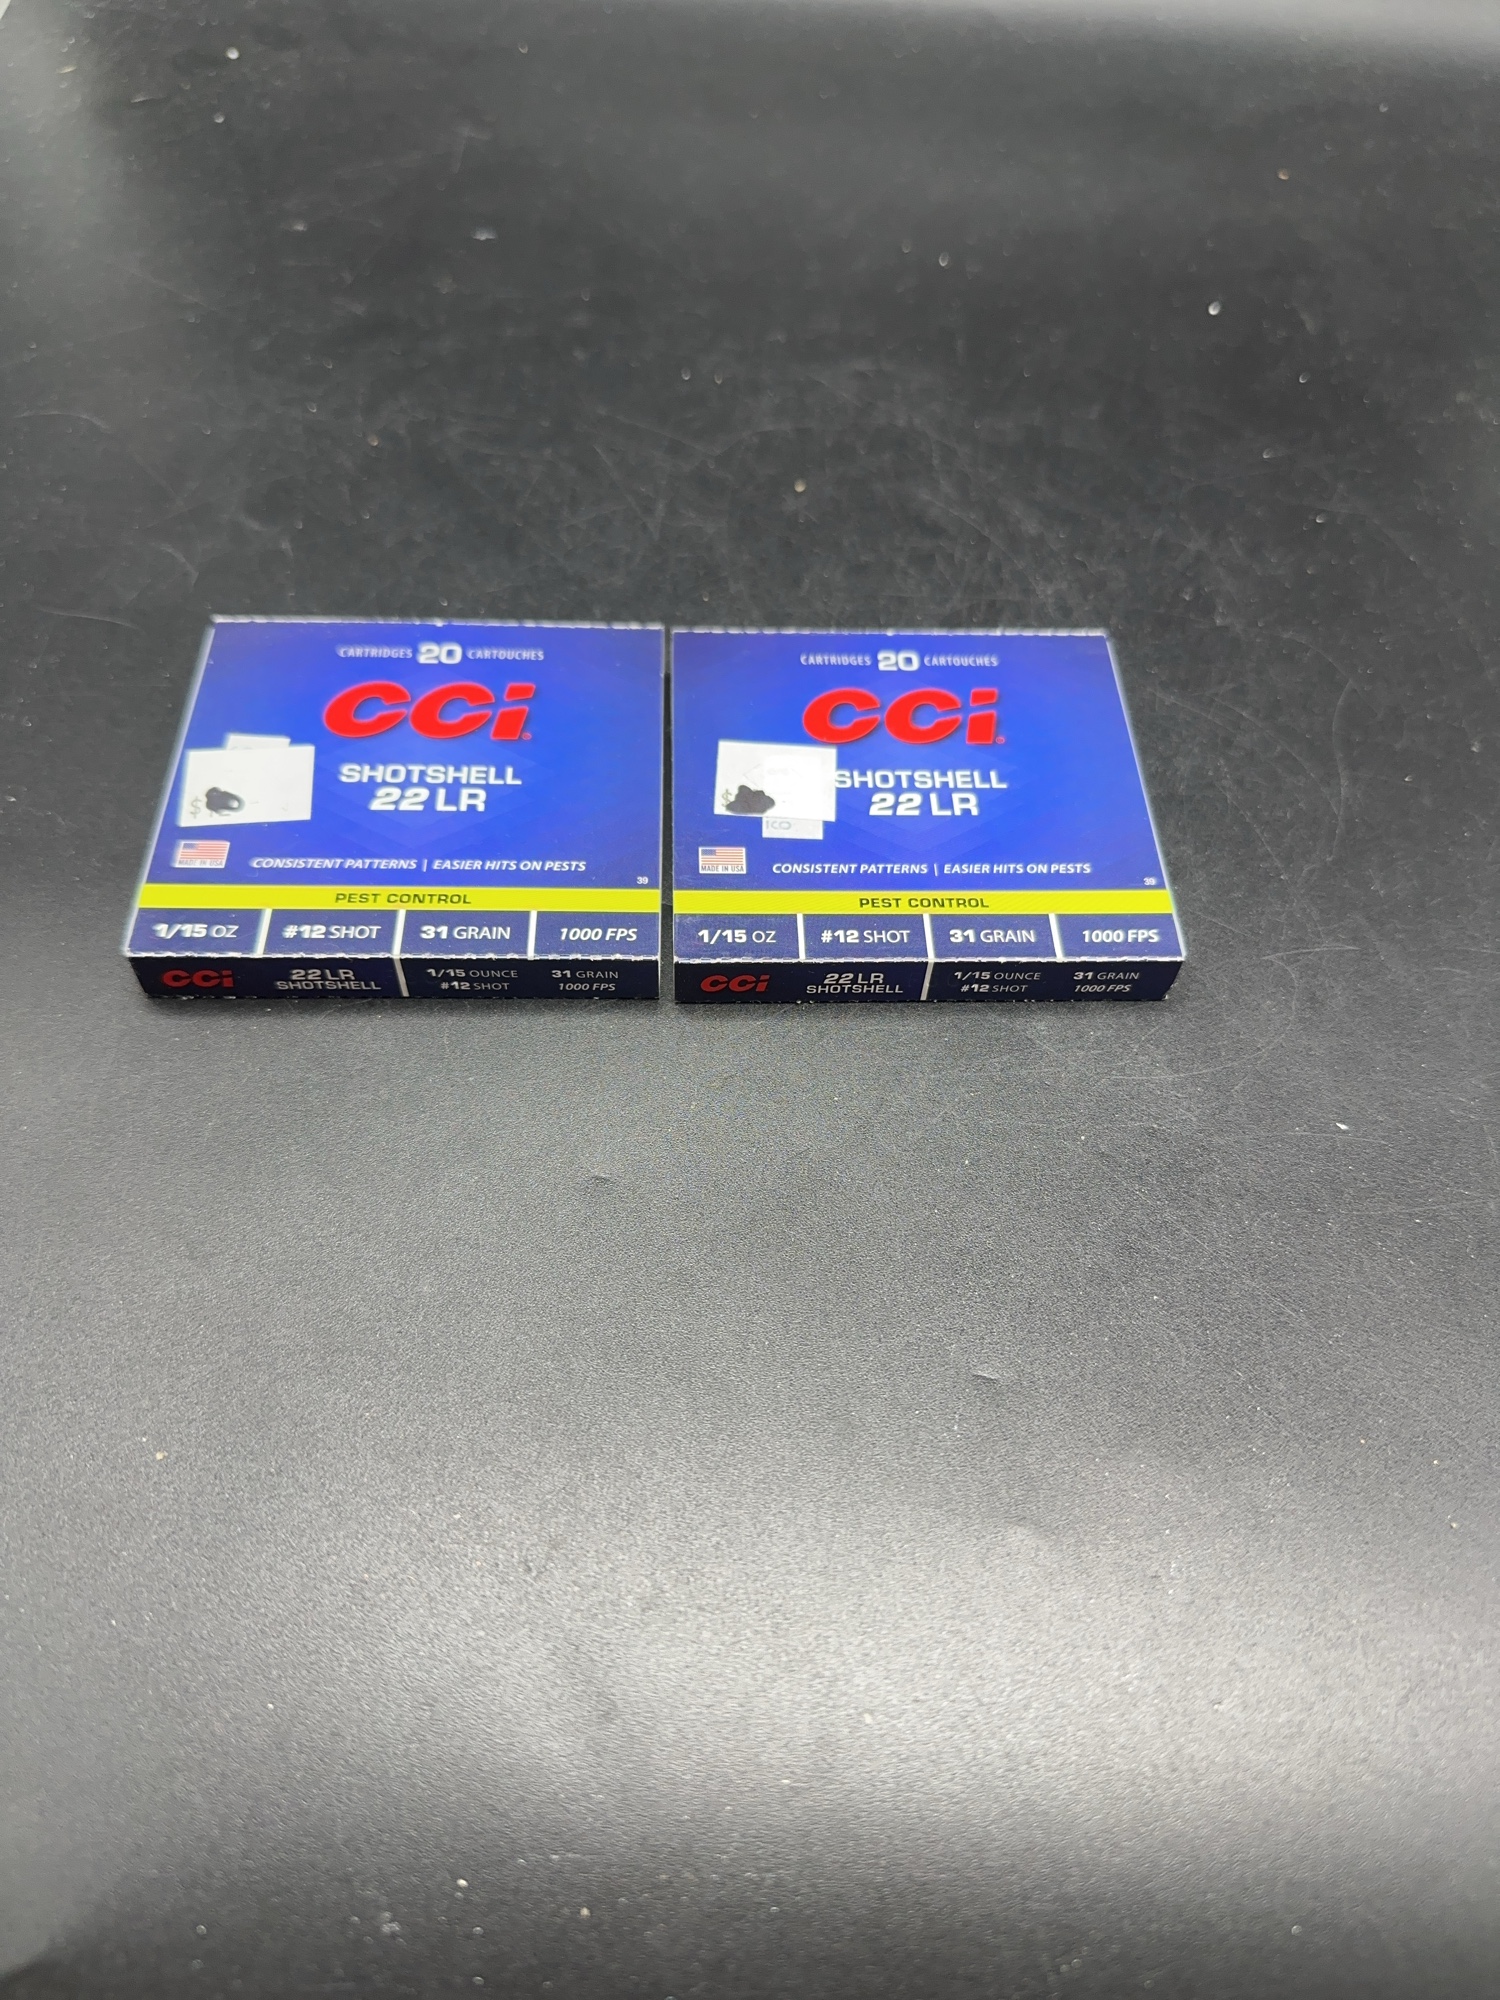 CARTRIDGES 20 CARTOUCHES
CCi
SHOTSHELL
22 LR
MADE IN USA
CONSISTENT PATTERNS | EASIER HITS ON PESTS
39
PEST CONTROL
1/15 OZ #12 SHOT 31 GRAIN 1000 FPS
CCi 22 LR SHOTSHELL 1/15 OUNCE #12 SHOT 31 GRAIN 1000 FPS
CARTRIDGES 20 CARTOUCHES
CCi
SHOTSHELL
22 LR
MADE IN USA
CONSISTENT PATTERNS | EASIER HITS ON PESTS
39
PEST CONTROL
1/15 OZ #12 SHOT 31 GRAIN 1000 FPS
CCi 22 LR SHOTSHELL 1/15 OUNCE #12 SHOT 31 GRAIN 1000 FPS